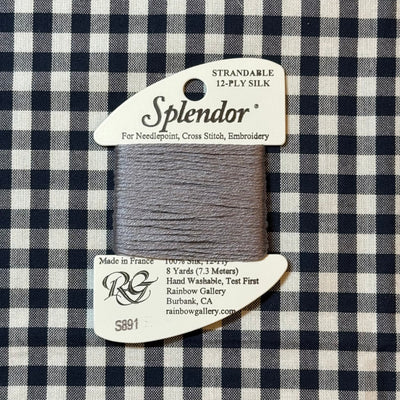 STRANDABLE
12-PLY SILK
Splendor®
For Needlepoint, Cross Stitch, Embroidery
Made in France
100% Silk, 12-Ply
8 Yards (7.3 Meters)
Hand Washable, Test First
Rainbow Gallery
Burbank, CA
rainbowgallery.com
RG
S891